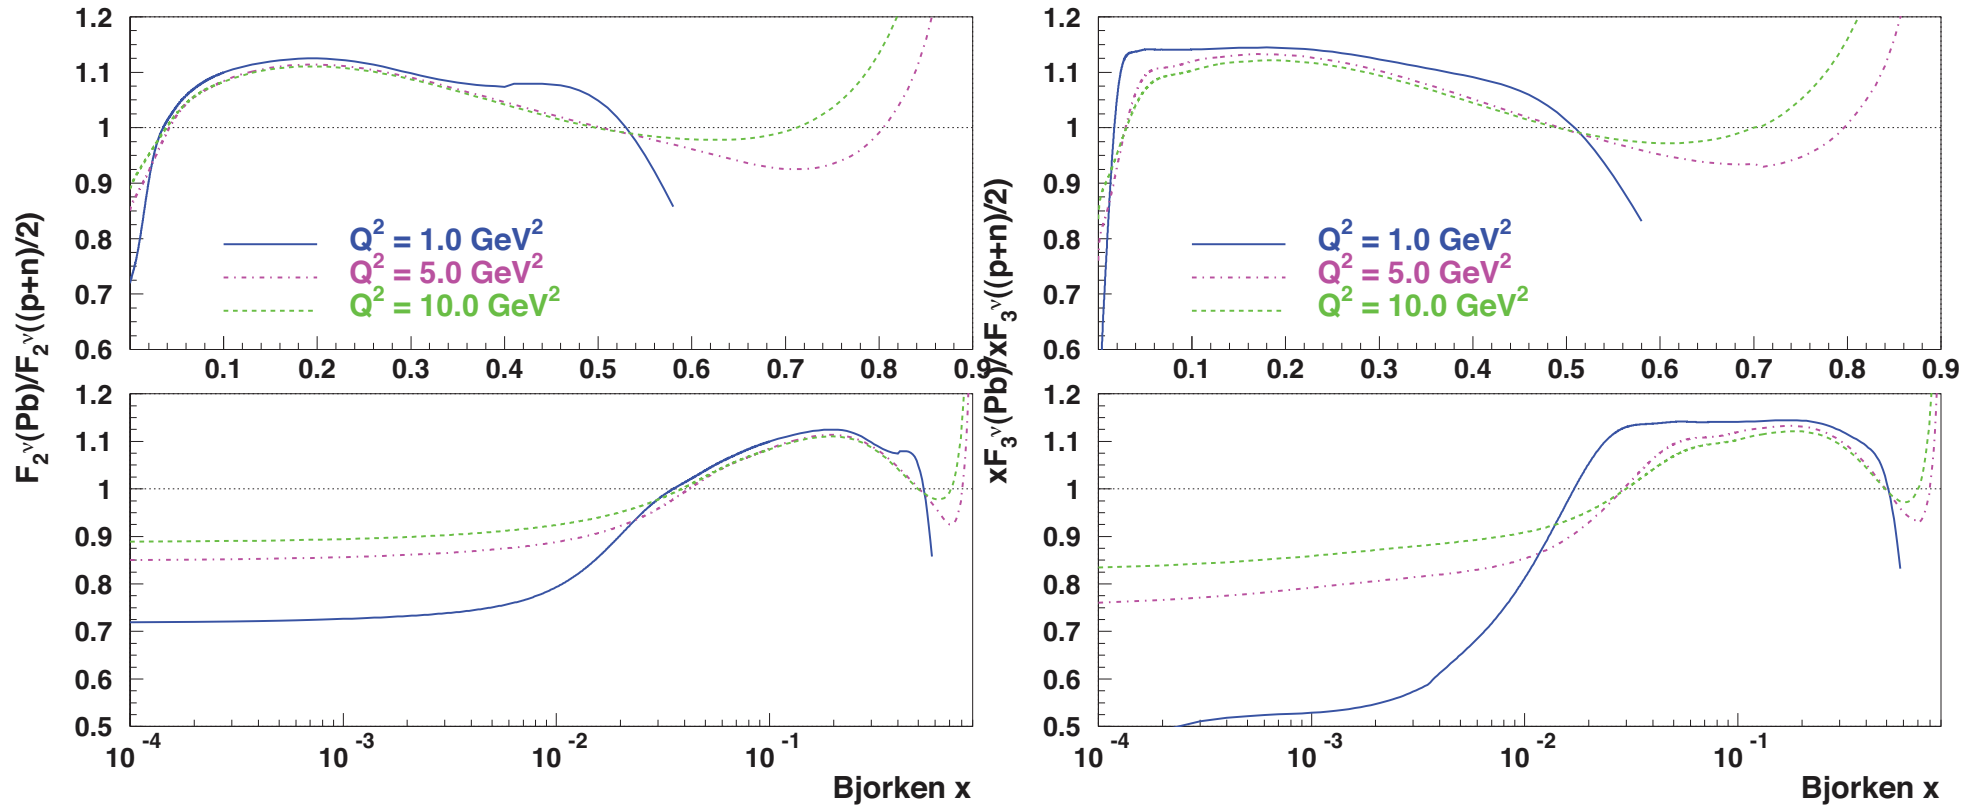 F₂ᵛ(Pb)/F₂ᵛ((p+n)/2)
1.2
1.1
1
0.9
0.8
0.7
0.6
Q² = 1.0 GeV²
Q² = 5.0 GeV²
Q² = 10.0 GeV²
0.1 0.2 0.3 0.4 0.5 0.6 0.7 0.8 0.9
1.2
1.1
1
0.9
0.8
0.7
0.6
0.5
10⁻⁴ 10⁻³ 10⁻² 10⁻¹
Bjorken x
xF₃ᵛ(Pb)/xF₃ᵛ((p+n)/2)
1.2
1.1
1
0.9
0.8
0.7
0.6
Q² = 1.0 GeV²
Q² = 5.0 GeV²
Q² = 10.0 GeV²
0.1 0.2 0.3 0.4 0.5 0.6 0.7 0.8 0.9
1.2
1.1
1
0.9
0.8
0.7
0.6
0.5
10⁻⁴ 10⁻³ 10⁻² 10⁻¹
Bjorken x